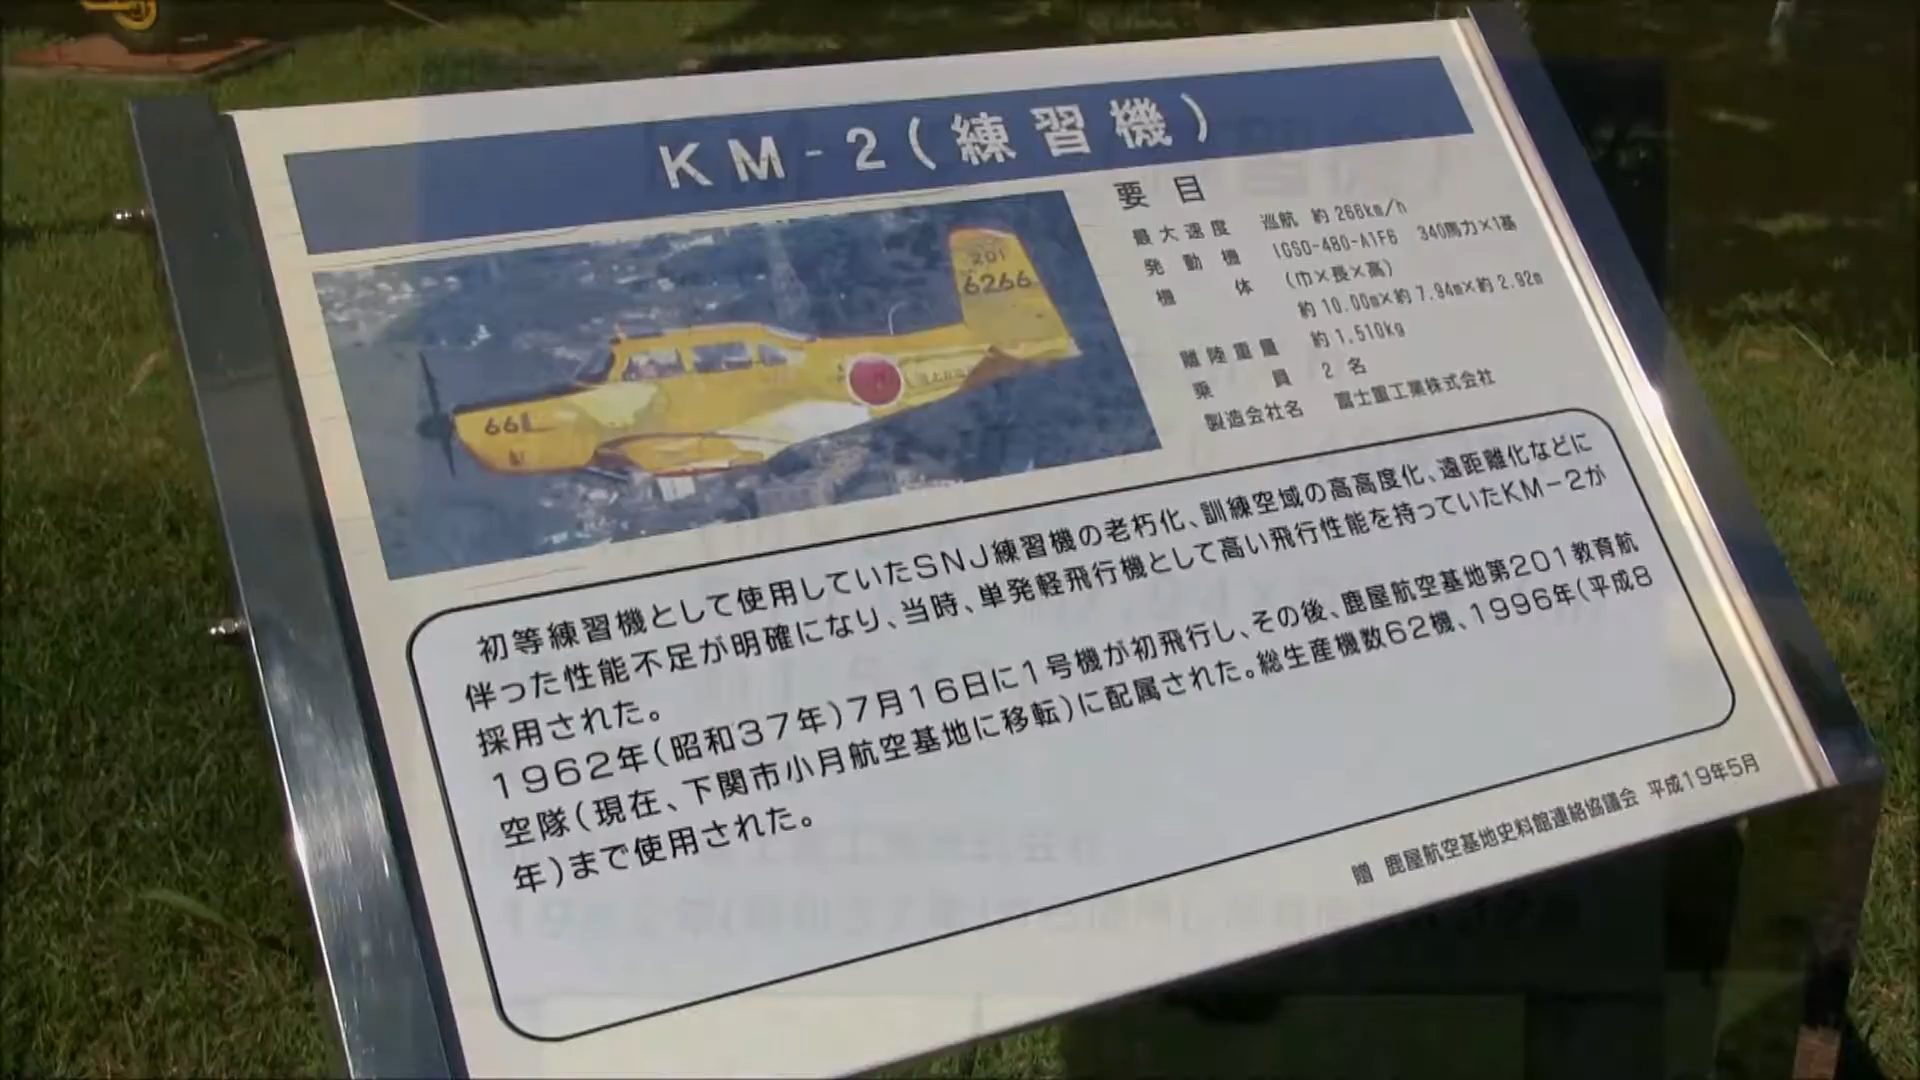 KM-2(練習機)
201
6266
66
要目
最大速度 巡航 約266km/h
発動機 IGSO-480-A1F6 340馬力×1基
機体 (巾×長×高)
約10.00m×約7.94m×約2.92m
離陸重量 約1,510kg
乗員 2名
製造会社名 富士重工業株式会社
初等練習機として使用していたSNJ練習機の老朽化、訓練空域の高高度化、遠距離化などに
伴った性能不足が明確になり、当時、単発軽飛行機として高い飛行性能を持っていたKM-2が
採用された。
1962年(昭和37年)7月16日に1号機が初飛行し、その後、鹿屋航空基地第201教育航
空隊(現在、下関市小月航空基地に移転)に配属された。総生産機数62機、1996年(平成8
年)まで使用された。
贈 鹿屋航空基地史料館連絡協議会 平成19年5月